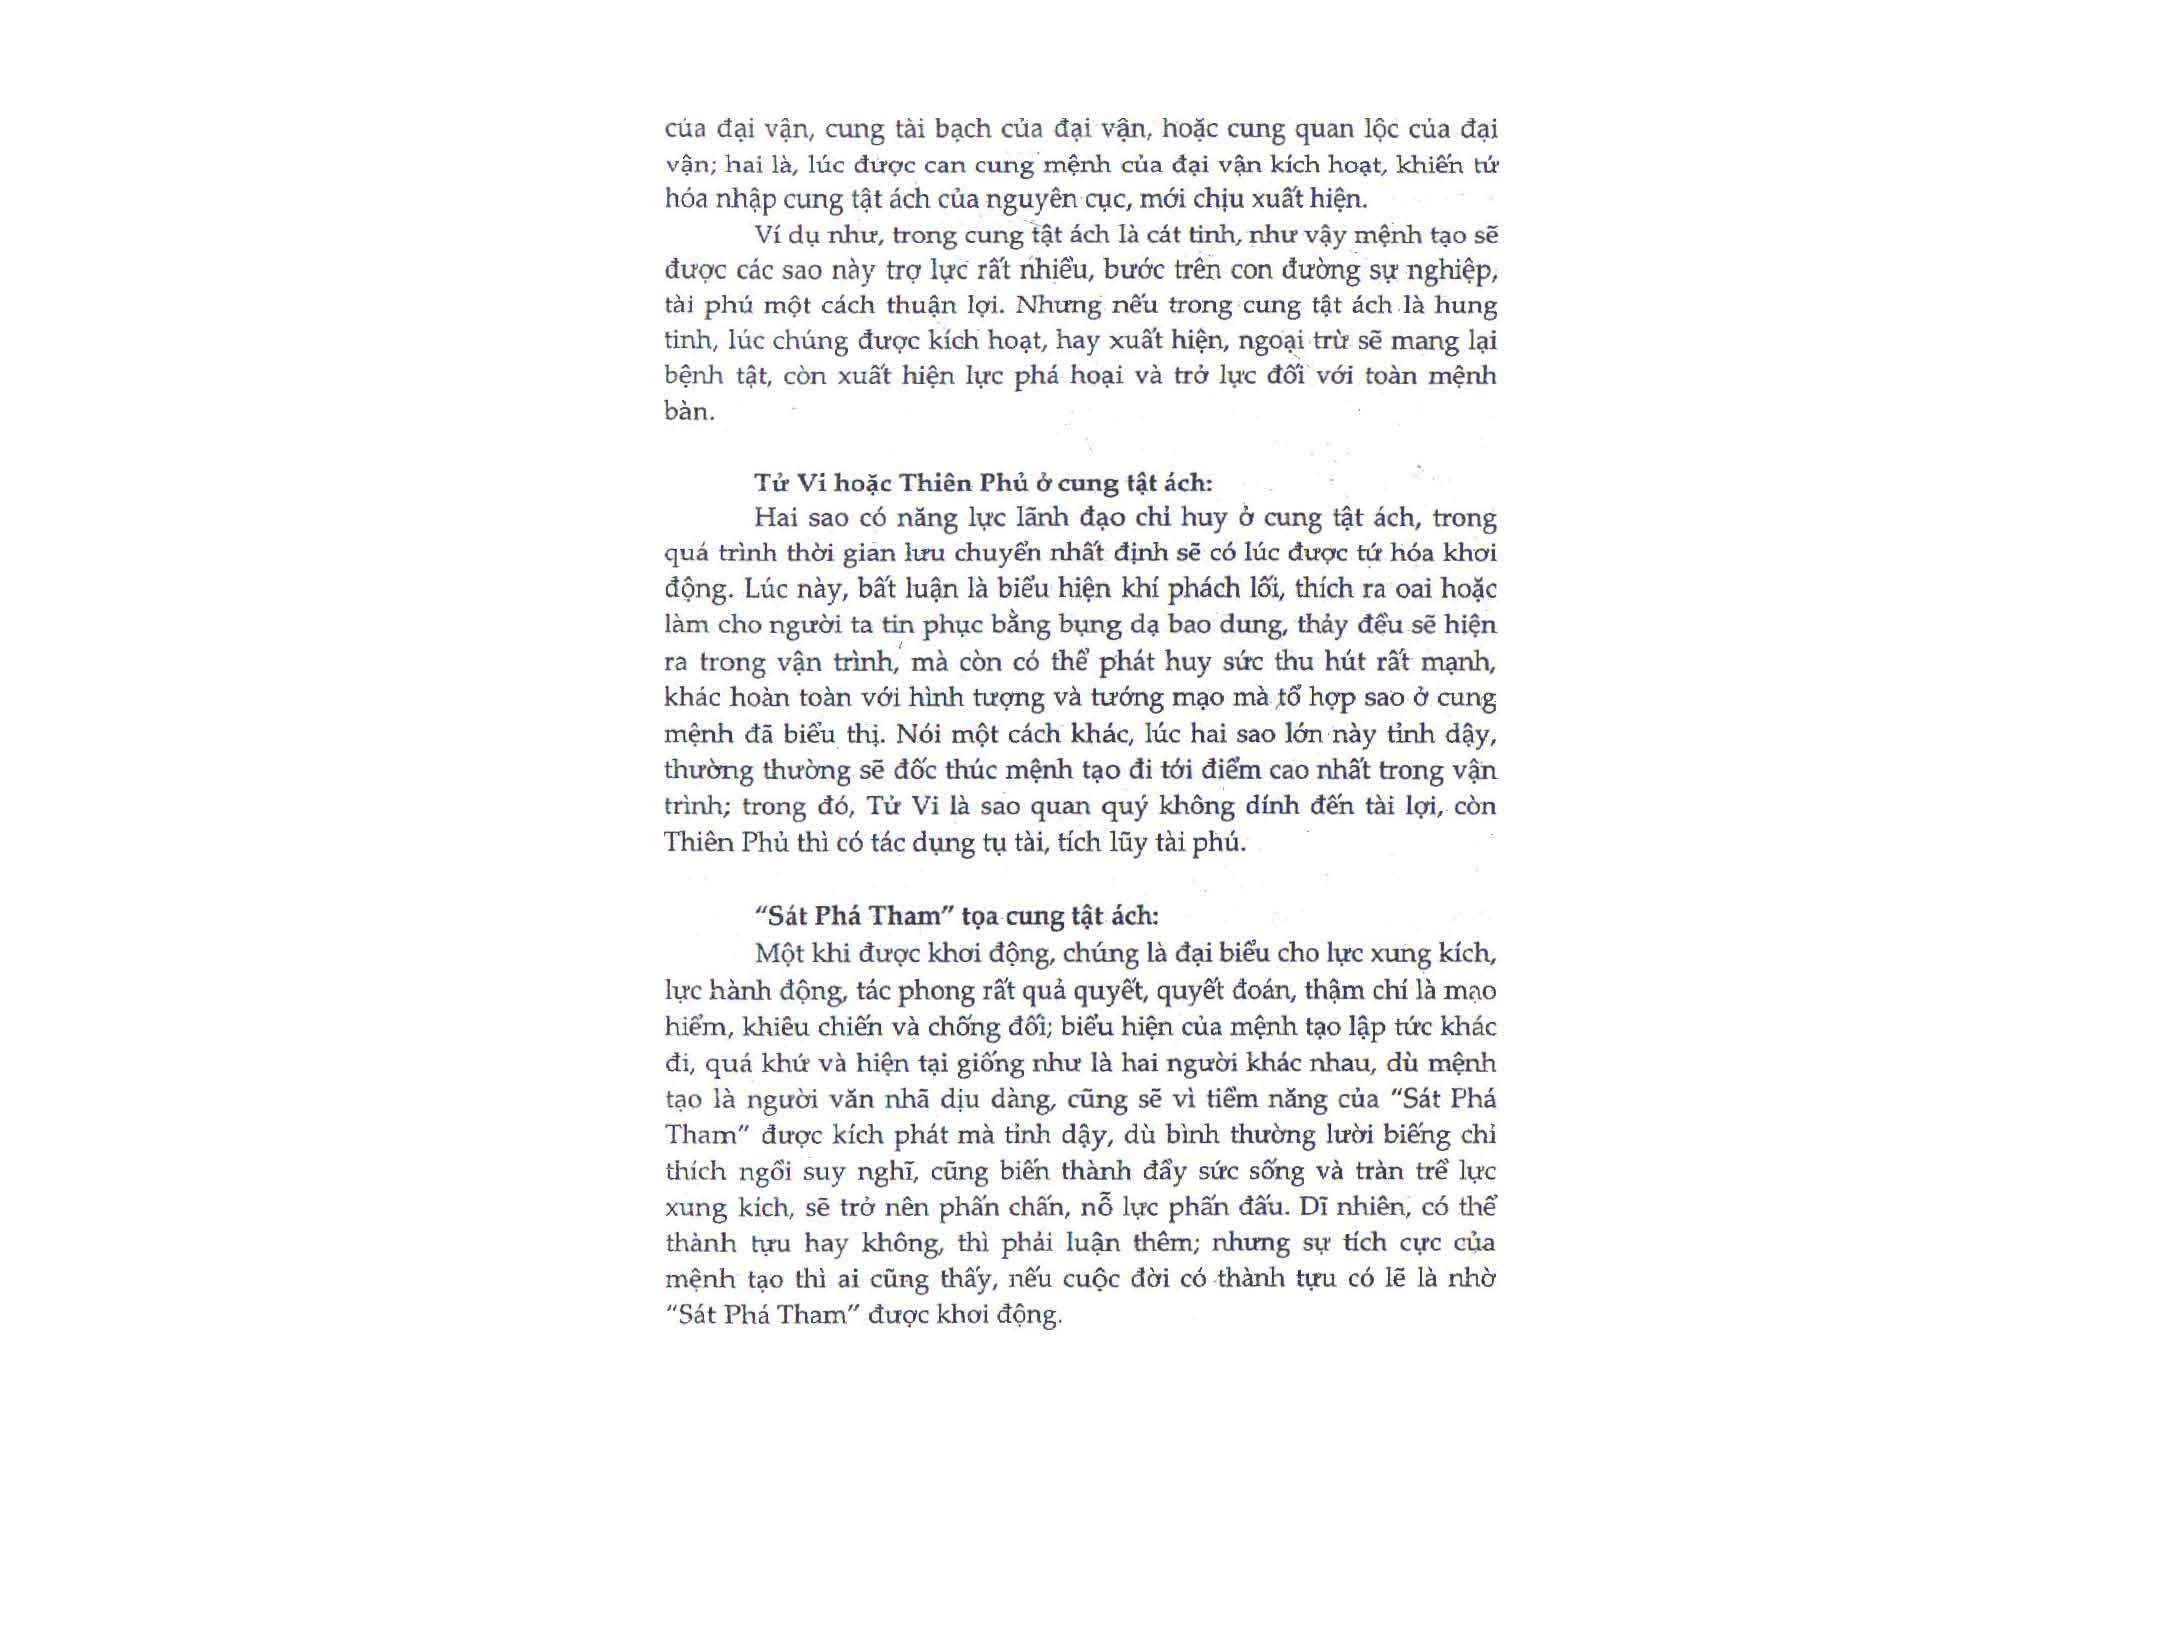 của đại vận, cung tài bạch của đại vận, hoặc cung quan lộc của đại
vận; hai là, lúc được can cung mệnh của đại vận kích hoạt, khiến tứ
hóa nhập cung tật ách của nguyên cục, mới chịu xuất hiện.
Ví dụ như, trong cung tật ách là cát tinh, như vậy mệnh tạo sẽ
được các sao này trợ lực rất nhiều, bước trên con đường sự nghiệp,
tài phú một cách thuận lợi. Nhưng nếu trong cung tật ách là hung
tinh, lúc chúng được kích hoạt, hay xuất hiện, ngoại trừ sẽ mang lại
bệnh tật, còn xuất hiện lực phá hoại và trở lực đối với toàn mệnh
bàn.
Tử Vi hoặc Thiên Phủ ở cung tật ách:
Hai sao có năng lực lãnh đạo chỉ huy ở cung tật ách, trong
quá trình thời gian lưu chuyển nhất định sẽ có lúc được tứ hóa khơi
động. Lúc này, bất luận là biểu hiện khí phách lối, thích ra oai hoặc
làm cho người ta tin phục bằng bụng dạ bao dung, thảy đều sẽ hiện
ra trong vận trình, mà còn có thể phát huy sức thu hút rất mạnh,
khác hoàn toàn với hình tượng và tướng mạo mà tổ hợp sao ở cung
mệnh đã biểu thị. Nói một cách khác, lúc hai sao lớn này tỉnh dậy,
thường thường sẽ đốc thúc mệnh tạo đi tới điểm cao nhất trong vận
trình; trong đó, Tử Vi là sao quan quý không dính đến tài lợi, còn
Thiên Phủ thì có tác dụng tụ tài, tích lũy tài phú.
"Sát Phá Tham" tọa cung tật ách:
Một khi được khơi động, chúng là đại biểu cho lực xung kích,
lực hành động, tác phong rất quả quyết, quyết đoán, thậm chí là mạo
hiểm, khiêu chiến và chống đối; biểu hiện của mệnh tạo lập tức khác
đi, quá khứ và hiện tại giống như là hai người khác nhau, dù mệnh
tạo là người văn nhã dịu dàng, cũng sẽ vì tiềm năng của "Sát Phá
Tham" được kích phát mà tỉnh dậy, dù bình thường lười biếng chỉ
thích ngồi suy nghĩ, cũng biến thành đầy sức sống và tràn trề lực
xung kích, sẽ trở nên phấn chấn, nỗ lực phấn đấu. Dĩ nhiên, có thể
thành tựu hay không, thì phải luận thêm; nhưng sự tích cực của
mệnh tạo thì ai cũng thấy, nếu cuộc đời có thành tựu có lẽ là nhờ
"Sát Phá Tham" được khơi động.